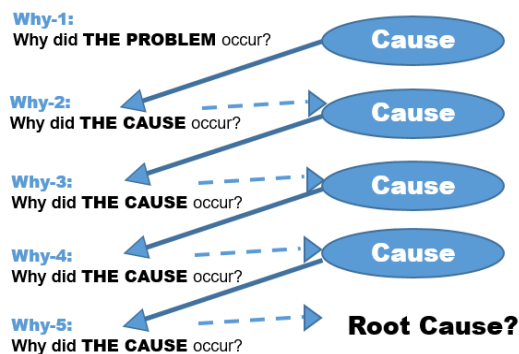 Why-1:
Why did THE PROBLEM occur?
Cause
Why-2:
Why did THE CAUSE occur?
Cause
Why-3:
Why did THE CAUSE occur?
Cause
Why-4:
Why did THE CAUSE occur?
Cause
Why-5:
Why did THE CAUSE occur?
Root Cause?